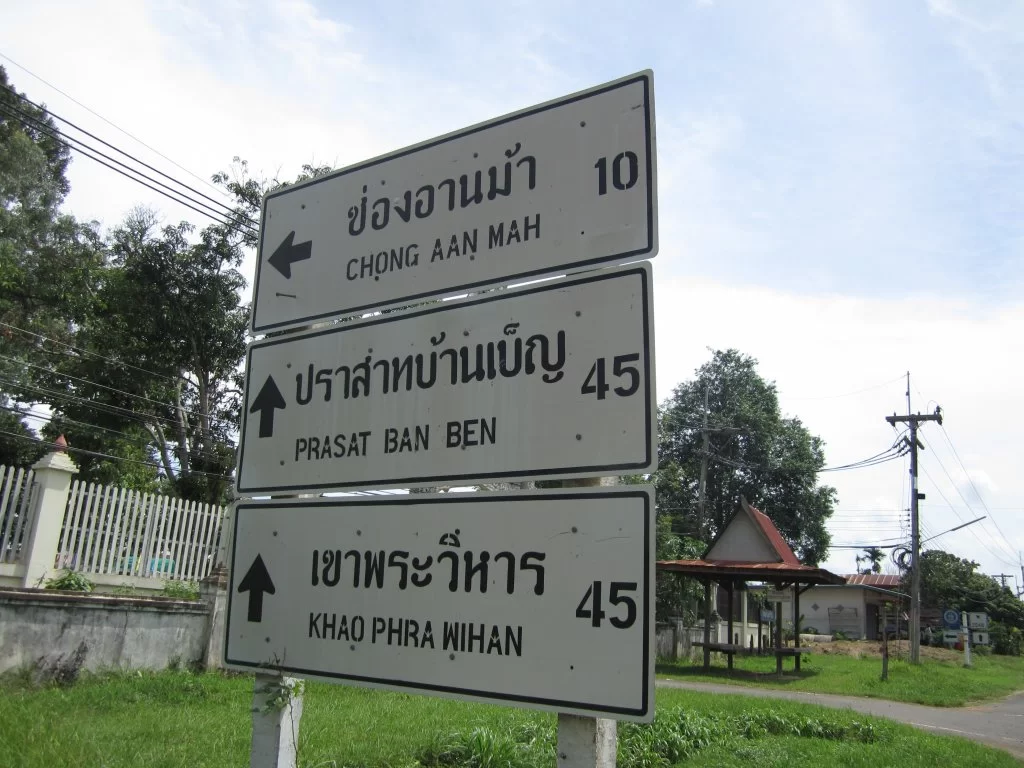 ช่องอานม้า 10
CHONG AAN MAH
ปราสาทบ้านเบ็ญ 45
PRASAT BAN BEN
เขาพระวิหาร 45
KHAO PHRA WIHAN